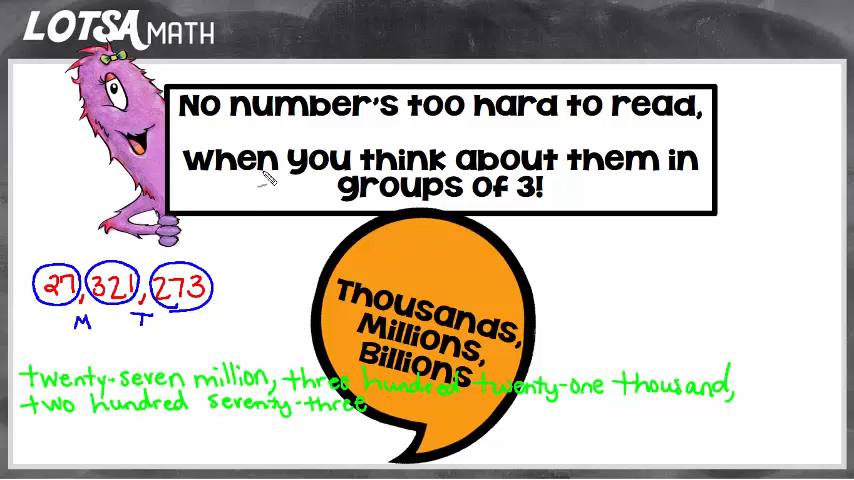 LOTSA MATH
No number's too hard to read,
when you think about them in
groups of 3!
27,321,273
M T
Thousands,
Millions,
Billions
twenty-seven million, three hundred twenty-one thousand,
two hundred seventy-three